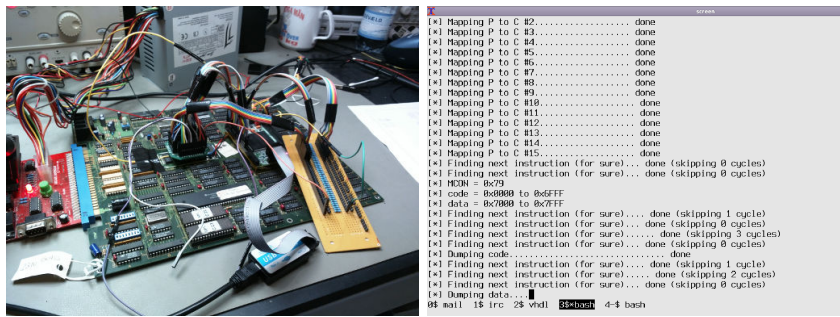 screen
[*] Mapping P to C #2.................. done
[*] Mapping P to C #3.................. done
[*] Mapping P to C #4.................. done
[*] Mapping P to C #5.................. done
[*] Mapping P to C #6.................. done
[*] Mapping P to C #7.................. done
[*] Mapping P to C #8.................. done
[*] Mapping P to C #9.................. done
[*] Mapping P to C #10.................. done
[*] Mapping P to C #11.................. done
[*] Mapping P to C #12.................. done
[*] Mapping P to C #13.................. done
[*] Mapping P to C #14.................. done
[*] Mapping P to C #15.................. done
[*] Finding next instruction (for sure)... done (skipping 0 cycles)
[*] Finding next instruction (for sure)... done (skipping 0 cycles)
[*] MCON = 0x79
[*] code = 0x0000 to 0x6FFF
[*] data = 0x7000 to 0x7FFF
[*] Finding next instruction (for sure).... done (skipping 1 cycle)
[*] Finding next instruction (for sure)... done (skipping 0 cycles)
[*] Finding next instruction (for sure)...... done (skipping 3 cycles)
[*] Finding next instruction (for sure)... done (skipping 0 cycles)
[*] Dumping code............................. done
[*] Finding next instruction (for sure).... done (skipping 1 cycle)
[*] Finding next instruction (for sure)..... done (skipping 2 cycles)
[*] Finding next instruction (for sure)... done (skipping 0 cycles)
[*] Dumping data....
0$ mail 1$ irc 2$ vhdl 3$*bash 4-$ bash